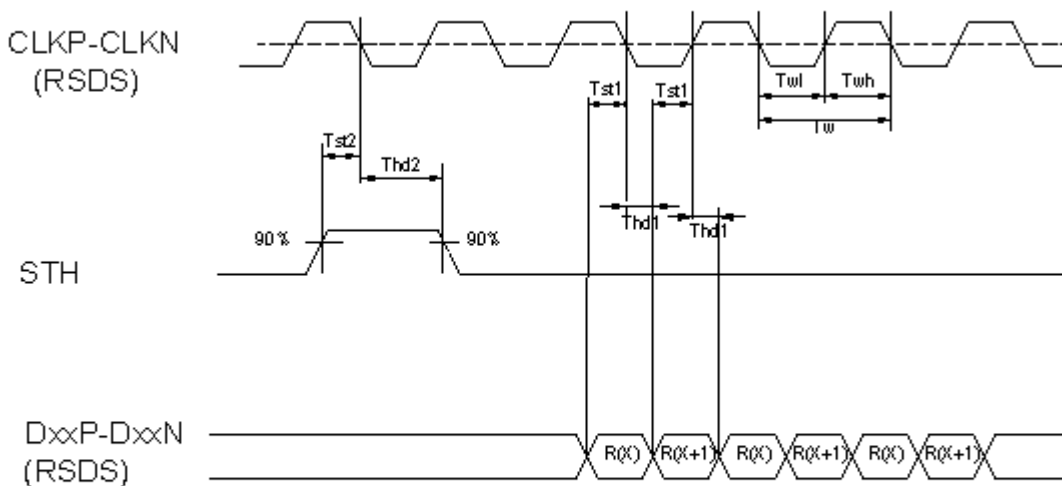 CLKP-CLKN
(RSDS)
Tst1
Tst1
Twl
Twh
Tw
Tst2
Thd2
Thd1
Thd1
90%
90%
STH
DxxP-DxxN
(RSDS)
R(X)
R(X+1)
R(X)
R(X+1)
R(X)
R(X+1)